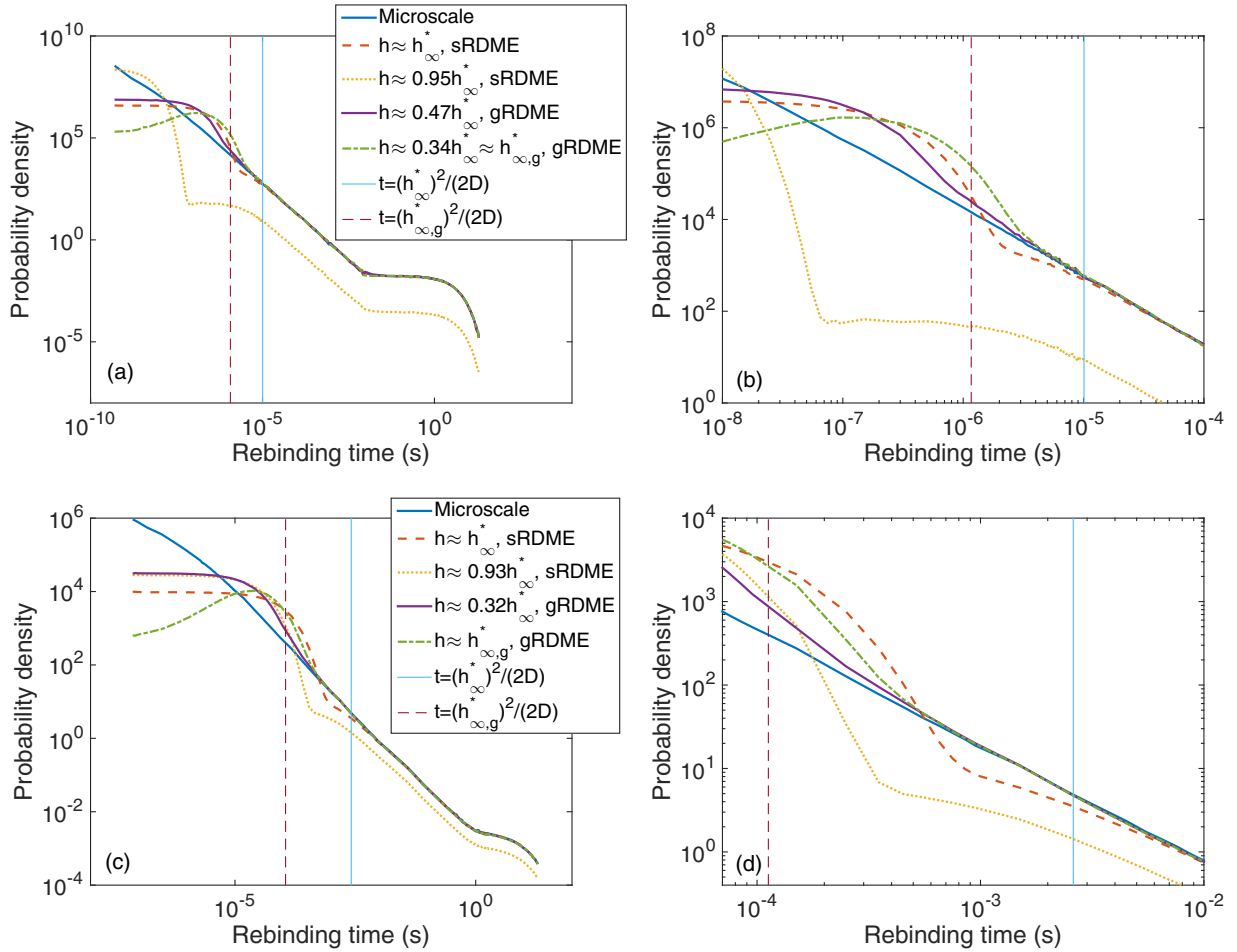 10^10
10^5
10^0
10^-5
Probability density
10^-10
10^-5
10^0
Rebinding time (s)
(a)
Microscale
h≈ h*_∞, sRDME
h≈ 0.95h*_∞, sRDME
h≈ 0.47h*_∞, gRDME
h≈ 0.34h*_∞≈ h*_∞,g, gRDME
t=(h*_∞)^2/(2D)
t=(h*_∞,g)^2/(2D)
10^8
10^6
10^4
10^2
10^0
Probability density
10^-8
10^-7
10^-6
10^-5
10^-4
Rebinding time (s)
(b)
10^6
10^4
10^2
10^0
10^-2
10^-4
Probability density
10^-5
10^0
Rebinding time (s)
(c)
Microscale
h≈ h*_∞, sRDME
h≈ 0.93h*_∞, sRDME
h≈ 0.32h*_∞, gRDME
h≈ h*_∞,g, gRDME
t=(h*_∞)^2/(2D)
t=(h*_∞,g)^2/(2D)
10^4
10^3
10^2
10^1
10^0
Probability density
10^-4
10^-3
10^-2
Rebinding time (s)
(d)